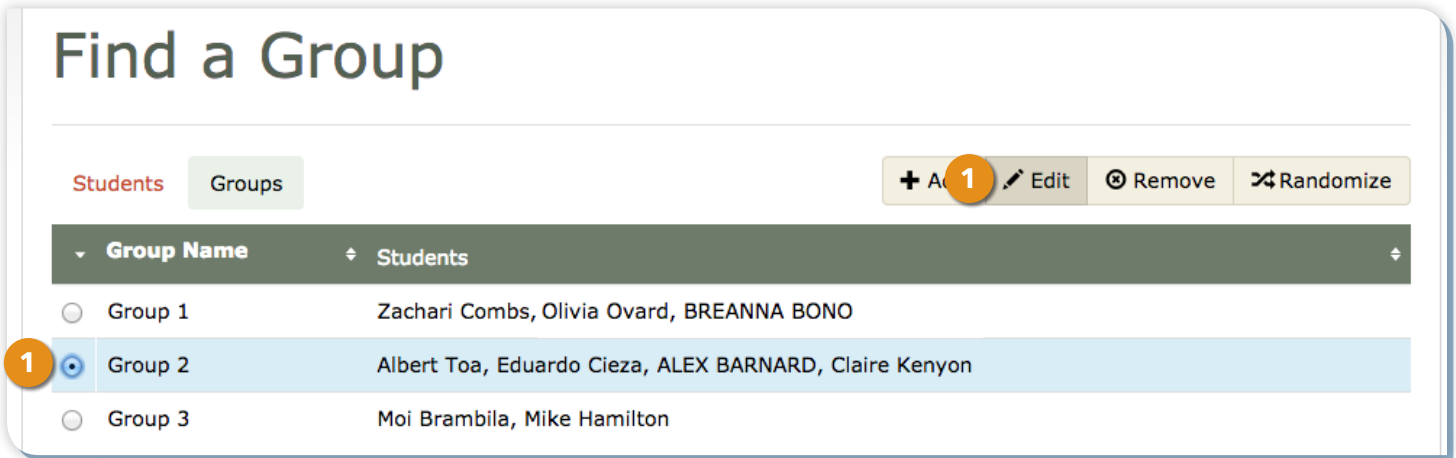 Find a Group
Students Groups 1 Edit Remove Randomize
Group Name Students
Group 1 Zachari Combs, Olivia Ovard, BREANNA BONO
1 Group 2 Albert Toa, Eduardo Cieza, ALEX BARNARD, Claire Kenyon
Group 3 Moi Brambila, Mike Hamilton